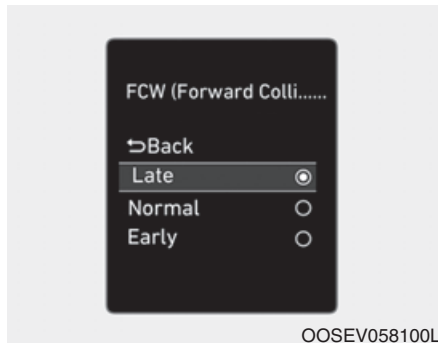 FCW (Forward Colli......
⮌Back
Late
Normal
Early
OOSEV058100L